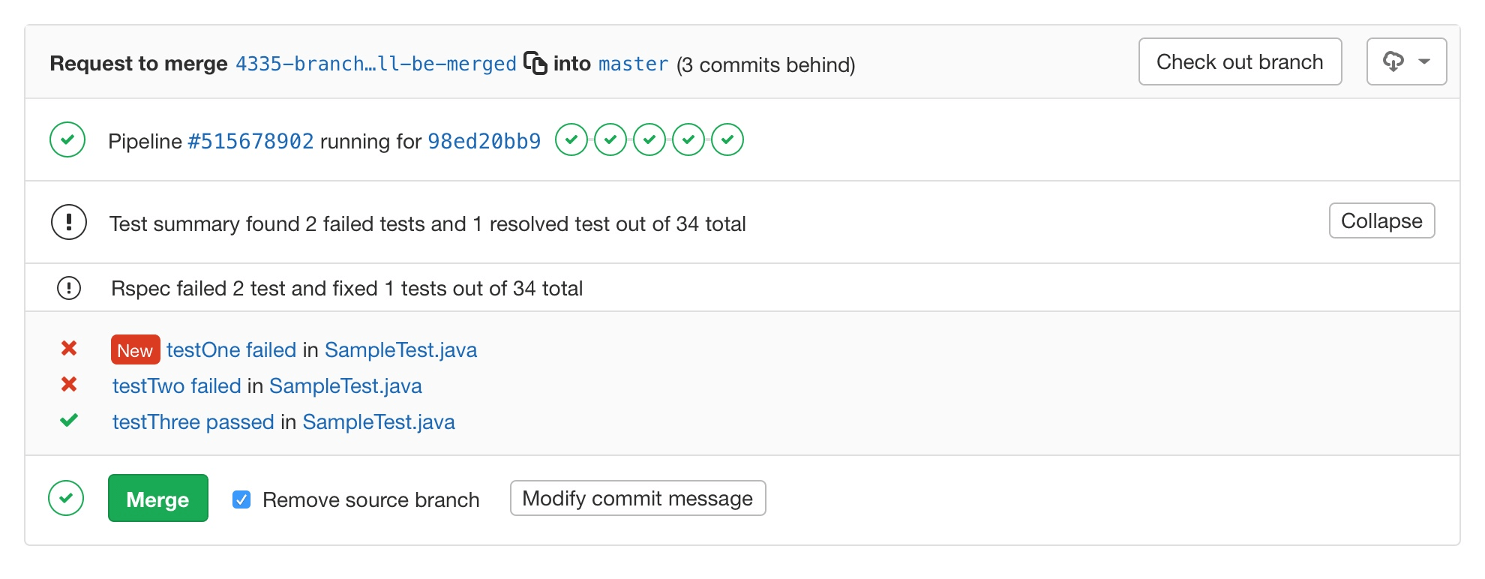 Request to merge 4335-branch…ll-be-merged into master (3 commits behind) Check out branch
Pipeline #515678902 running for 98ed20bb9
Test summary found 2 failed tests and 1 resolved test out of 34 total Collapse
Rspec failed 2 test and fixed 1 tests out of 34 total
New testOne failed in SampleTest.java
testTwo failed in SampleTest.java
testThree passed in SampleTest.java
Merge Remove source branch Modify commit message